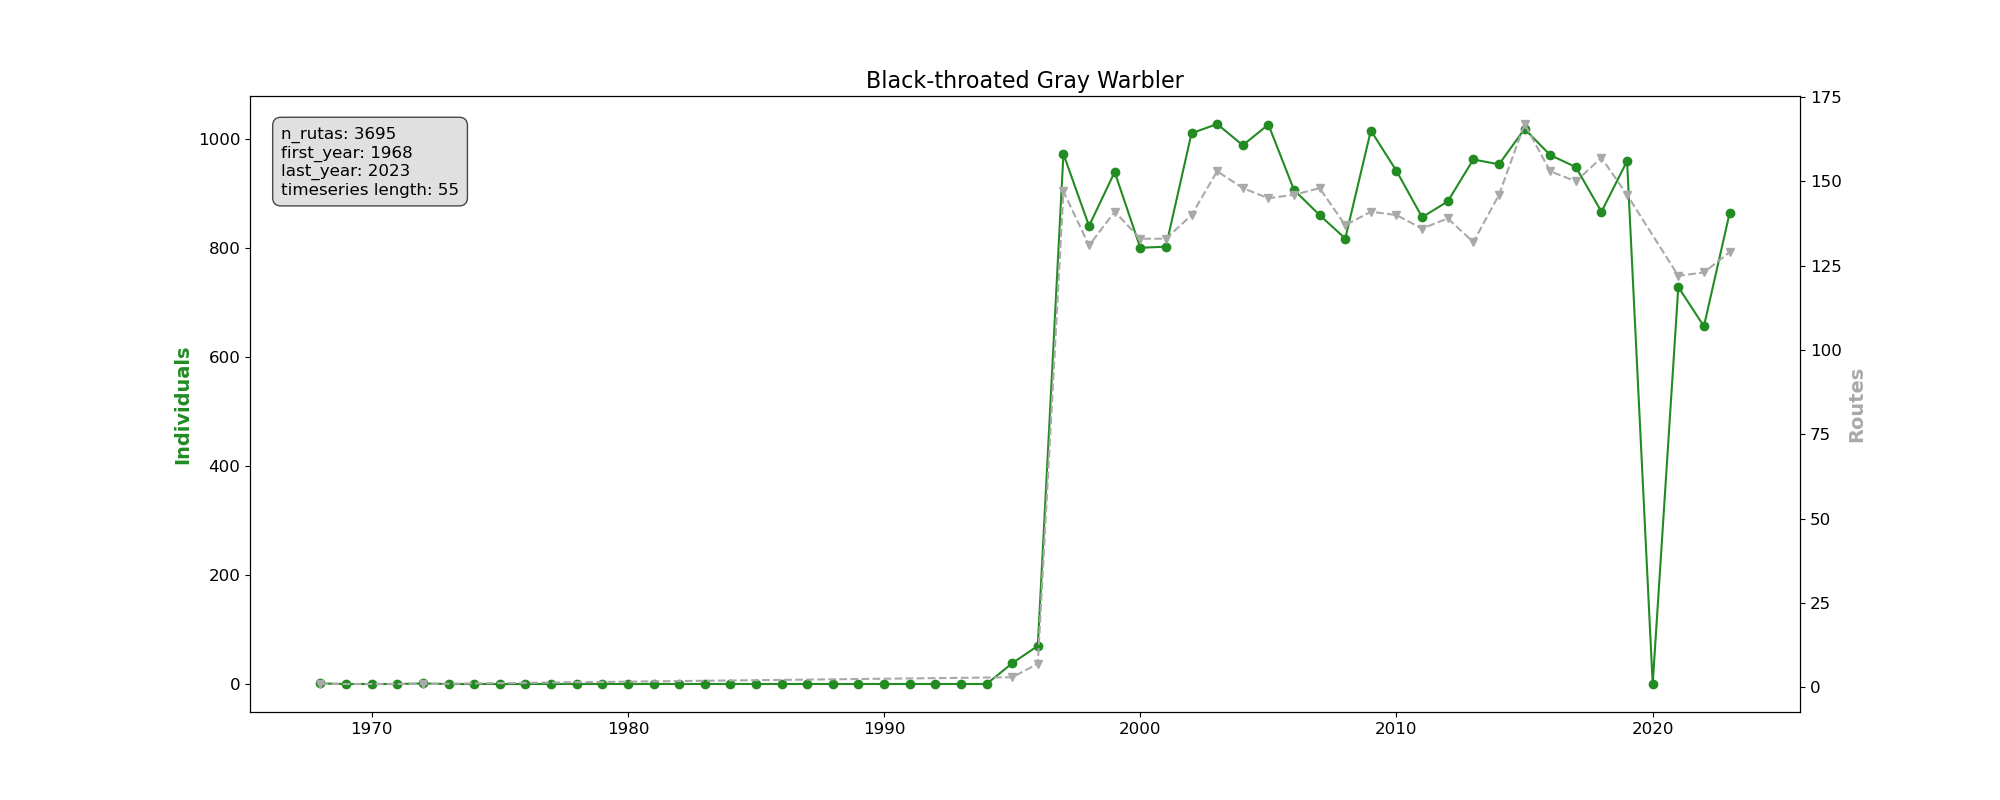 Black-throated Gray Warbler
n_rutas: 3695
first_year: 1968
last_year: 2023
timeseries length: 55
Individuals
1000
800
600
400
200
0
175
150
125
100
75
50
25
0
Routes
1970 1980 1990 2000 2010 2020